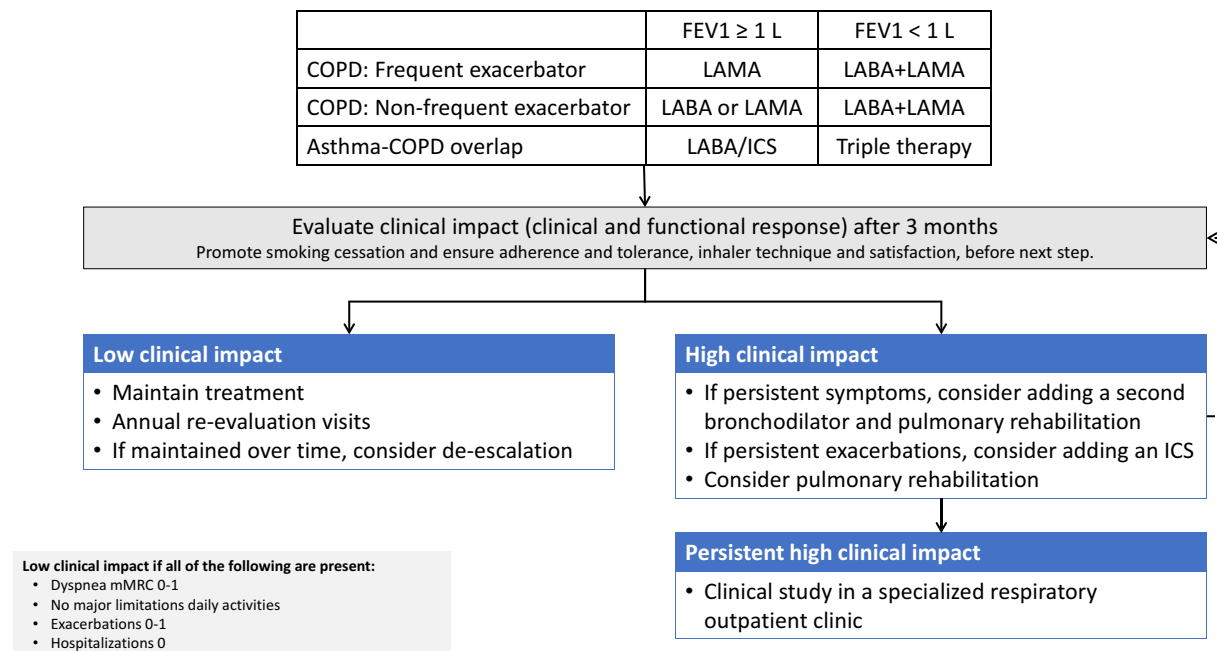 FEV1 ≥ 1 L FEV1 < 1 L
COPD: Frequent exacerbator LAMA LABA+LAMA
COPD: Non-frequent exacerbator LABA or LAMA LABA+LAMA
Asthma-COPD overlap LABA/ICS Triple therapy
Evaluate clinical impact (clinical and functional response) after 3 months
Promote smoking cessation and ensure adherence and tolerance, inhaler technique and satisfaction, before next step.
Low clinical impact
• Maintain treatment
• Annual re-evaluation visits
• If maintained over time, consider de-escalation
High clinical impact
• If persistent symptoms, consider adding a second
bronchodilator and pulmonary rehabilitation
• If persistent exacerbations, consider adding an ICS
• Consider pulmonary rehabilitation
Persistent high clinical impact
• Clinical study in a specialized respiratory
outpatient clinic
Low clinical impact if all of the following are present:
• Dyspnea mMRC 0-1
• No major limitations daily activities
• Exacerbations 0-1
• Hospitalizations 0